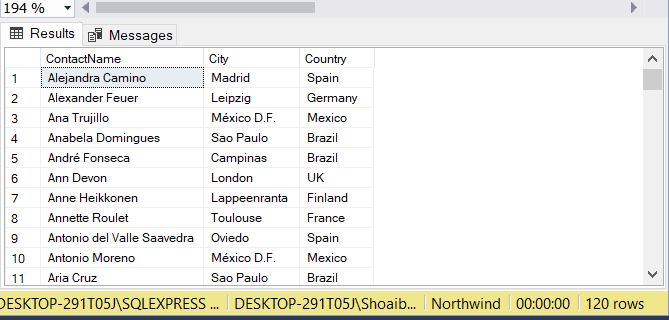 194 %
Results Messages
ContactName City Country
1 Alejandra Camino Madrid Spain
2 Alexander Feuer Leipzig Germany
3 Ana Trujillo México D.F. Mexico
4 Anabela Domingues Sao Paulo Brazil
5 André Fonseca Campinas Brazil
6 Ann Devon London UK
7 Anne Heikkonen Lappeenranta Finland
8 Annette Roulet Toulouse France
9 Antonio del Valle Saavedra Oviedo Spain
10 Antonio Moreno México D.F. Mexico
11 Aria Cruz Sao Paulo Brazil
DESKTOP-291T05J\SQLEXPRESS ... DESKTOP-291T05J\Shoaib... Northwind 00:00:00 120 rows